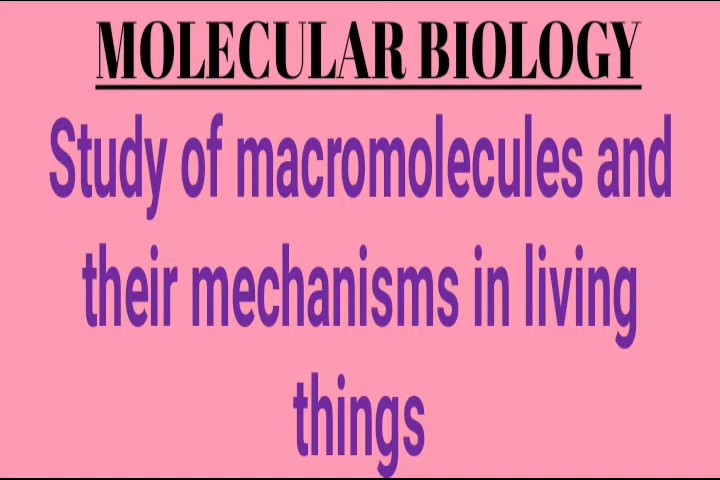 MOLECULAR BIOLOGY
Study of macromolecules and
their mechanisms in living
things